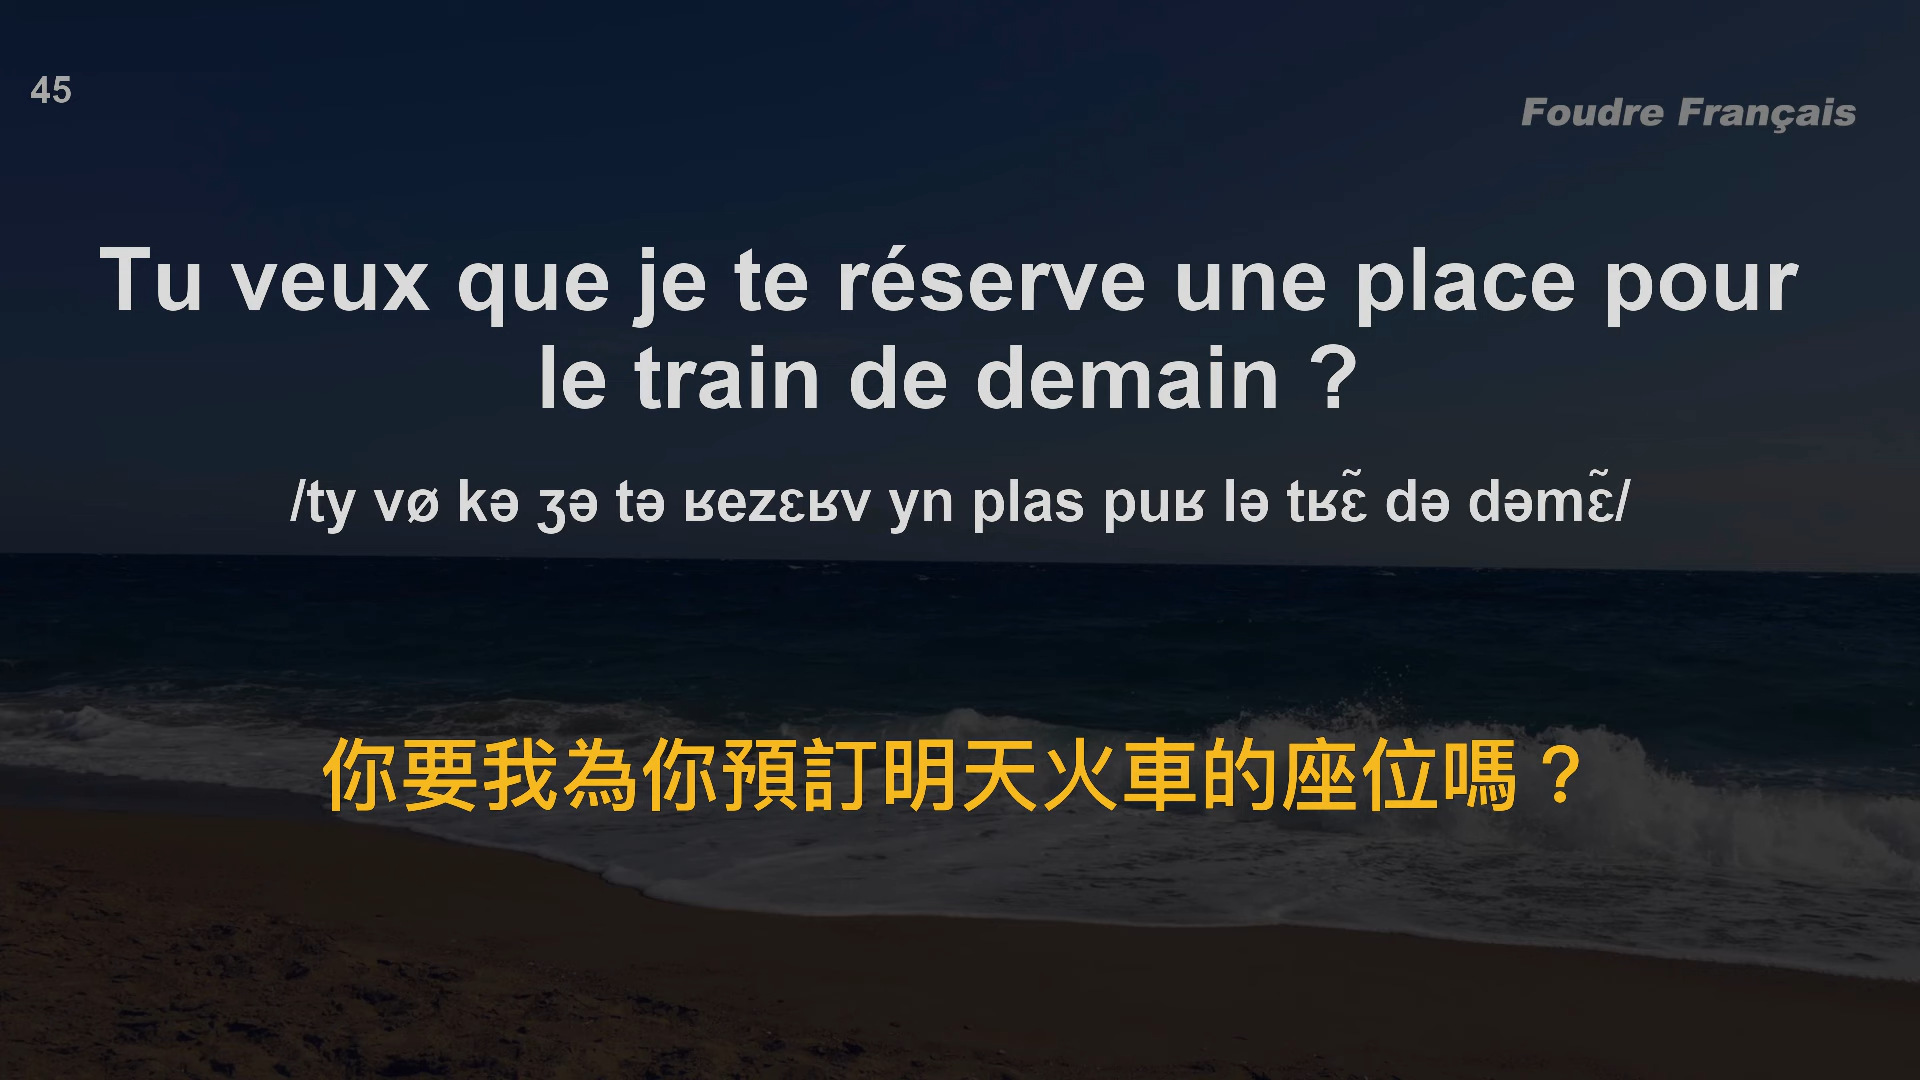 45
Foudre Français
Tu veux que je te réserve une place pour
le train de demain ?
/ty vø kə ʒə tə ʁezɛʁv yn plas puʁ lə tʁɛ̃ də dəmɛ̃/
你要我為你預訂明天火車的座位嗎？